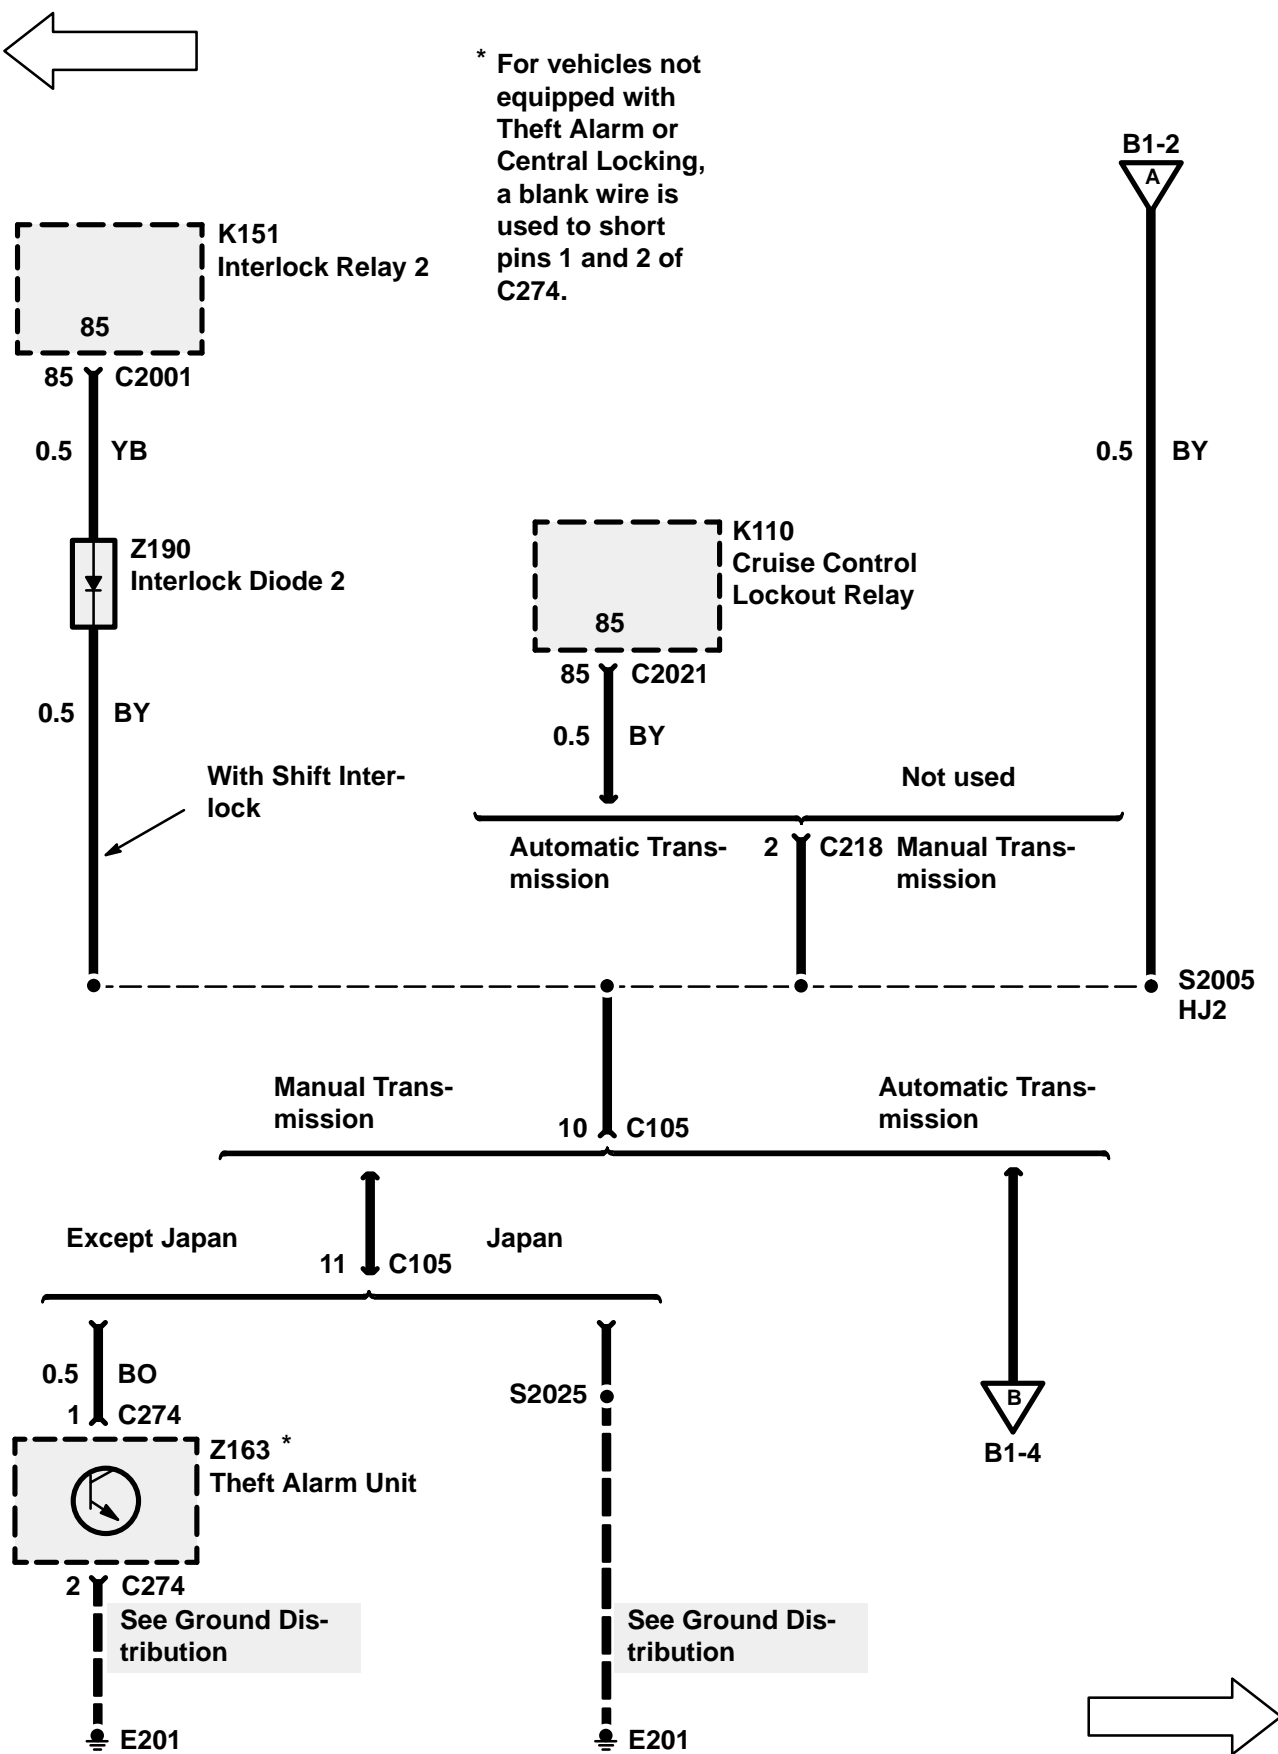 * For vehicles not
equipped with
Theft Alarm or
Central Locking,
a blank wire is
used to short
pins 1 and 2 of
C274.
B1-2
A
K151
Interlock Relay 2
85
85 C2001
0.5 YB
0.5 BY
Z190
Interlock Diode 2
K110
Cruise Control
Lockout Relay
85
85 C2021
0.5 BY
0.5 BY
With Shift Inter-
lock
Not used
Automatic Trans-
mission
2 C218
Manual Trans-
mission
S2005
HJ2
Manual Trans-
mission
Automatic Trans-
mission
10 C105
Except Japan
Japan
11 C105
0.5 BO
1 C274
S2025
B
B1-4
Z163 *
Theft Alarm Unit
2 C274
See Ground Dis-
tribution
See Ground Dis-
tribution
E201
E201